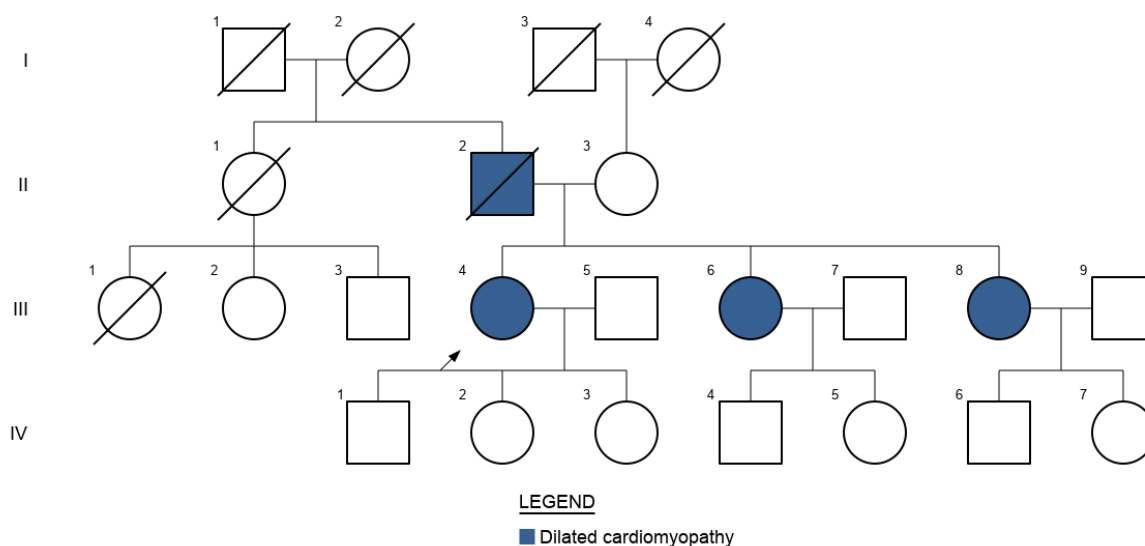 1 2 3 4
I
1 2 3
II
1 2 3 4 5 6 7 8 9
III
1 2 3 4 5 6 7
IV
LEGEND
Dilated cardiomyopathy